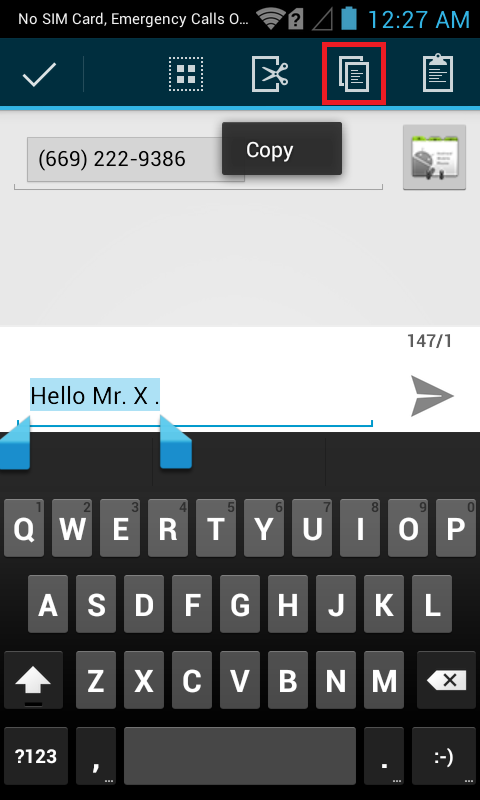 No SIM Card, Emergency Calls O... 12:27 AM
Copy
(669) 222-9386
147/1
Hello Mr. X .
1 2 3 4 5 6 7 8 9 0
Q W E R T Y U I O P
A S D F G H J K L
Z X C V B N M
?123 , ... . ... :-) ...